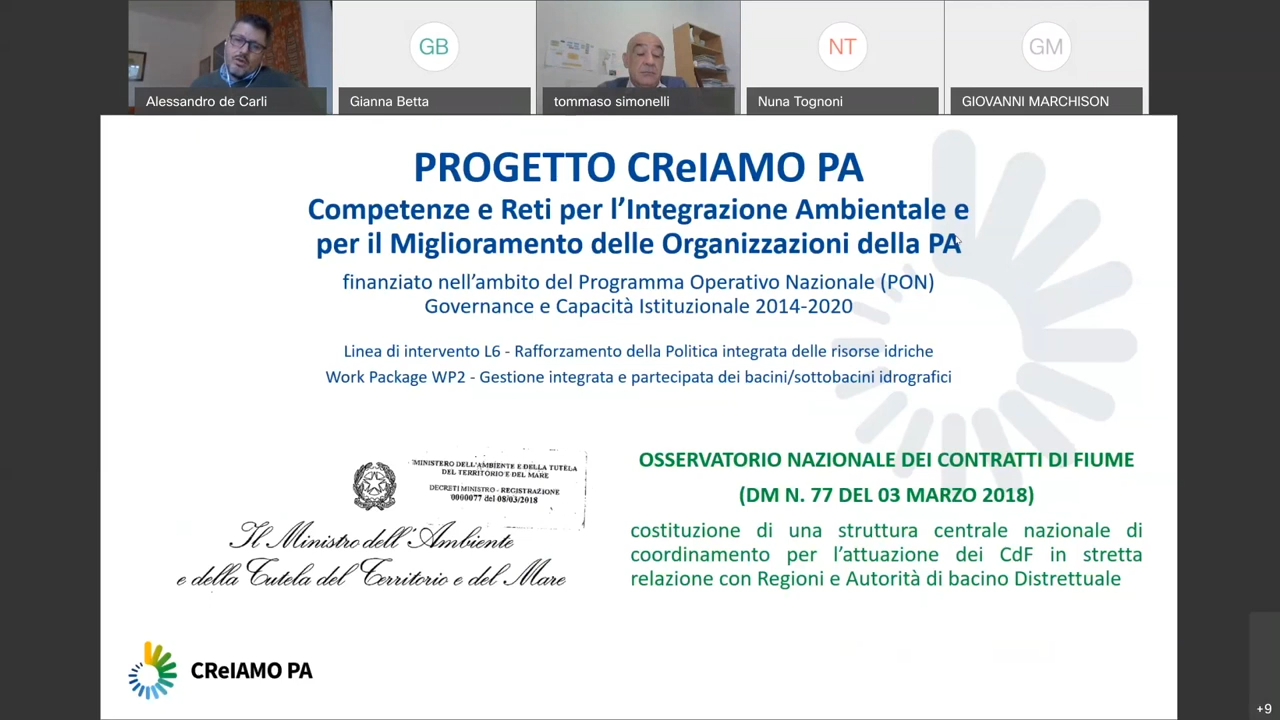 GB
NT
GM
Alessandro de Carli
Gianna Betta
tommaso simonelli
Nuna Tognoni
GIOVANNI MARCHISON
PROGETTO CReIAMO PA
Competenze e Reti per l'Integrazione Ambientale e
per il Miglioramento delle Organizzazioni della PA
finanziato nell'ambito del Programma Operativo Nazionale (PON)
Governance e Capacità Istituzionale 2014-2020
Linea di intervento L6 - Rafforzamento della Politica integrata delle risorse idriche
Work Package WP2 - Gestione integrata e partecipata dei bacini/sottobacini idrografici
MINISTERO DELL'AMBIENTE E DELLA TUTELA
DEL TERRITORIO E DEL MARE
DECRETI MINISTRO - REGISTRAZIONE
0000077 del 08/03/2018
Il Ministro dell'Ambiente
e della Tutela del Territorio e del Mare
OSSERVATORIO NAZIONALE DEI CONTRATTI DI FIUME
(DM N. 77 DEL 03 MARZO 2018)
costituzione di una struttura centrale nazionale di
coordinamento per l'attuazione dei CdF in stretta
relazione con Regioni e Autorità di bacino Distrettuale
CReIAMO PA
+9